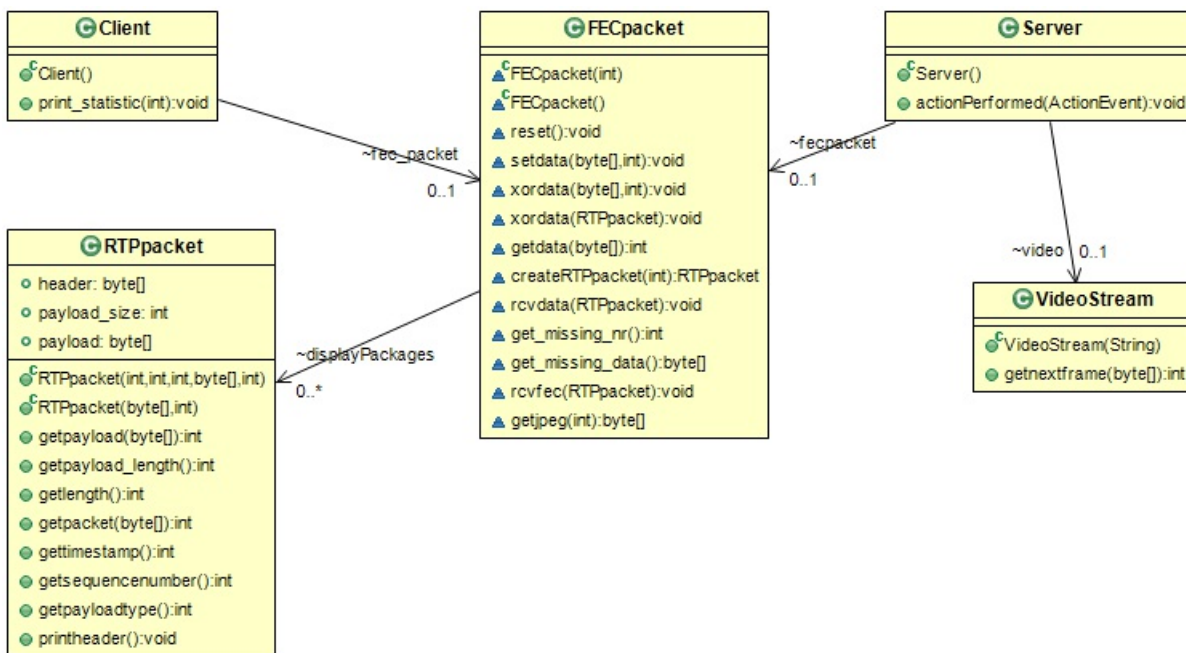 Client
Client()
print_statistic(int):void
FECpacket
FECpacket(int)
FECpacket()
reset():void
setdata(byte[],int):void
xordata(byte[],int):void
xordata(RTPpacket):void
getdata(byte[]):int
createRTPpacket(int):RTPpacket
rcvdata(RTPpacket):void
get_missing_nr():int
get_missing_data():byte[]
rcvfec(RTPpacket):void
getjpeg(int):byte[]
Server
Server()
actionPerformed(ActionEvent):void
~fec_packet
0..1
~fecpacket
0..1
~video 0..1
RTPpacket
header: byte[]
payload_size: int
payload: byte[]
RTPpacket(int,int,int,byte[],int)
RTPpacket(byte[],int)
getpayload(byte[]):int
getpayload_length():int
getlength():int
getpacket(byte[]):int
gettimestamp():int
getsequencenumber():int
getpayloadtype():int
printheader():void
~displayPackages
0..*
VideoStream
VideoStream(String)
getnextframe(byte[]):int